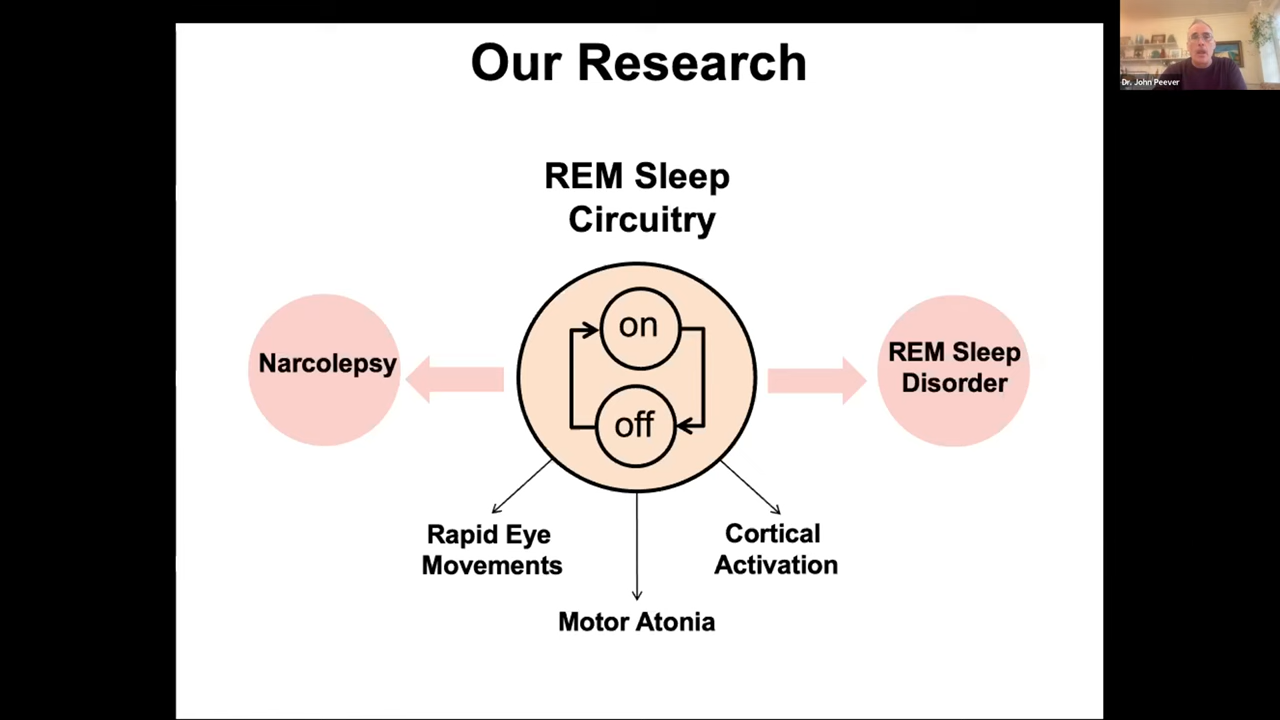 Our Research
Dr. John Peever
REM Sleep
Circuitry
on
off
Narcolepsy
REM Sleep
Disorder
Rapid Eye
Movements
Cortical
Activation
Motor Atonia